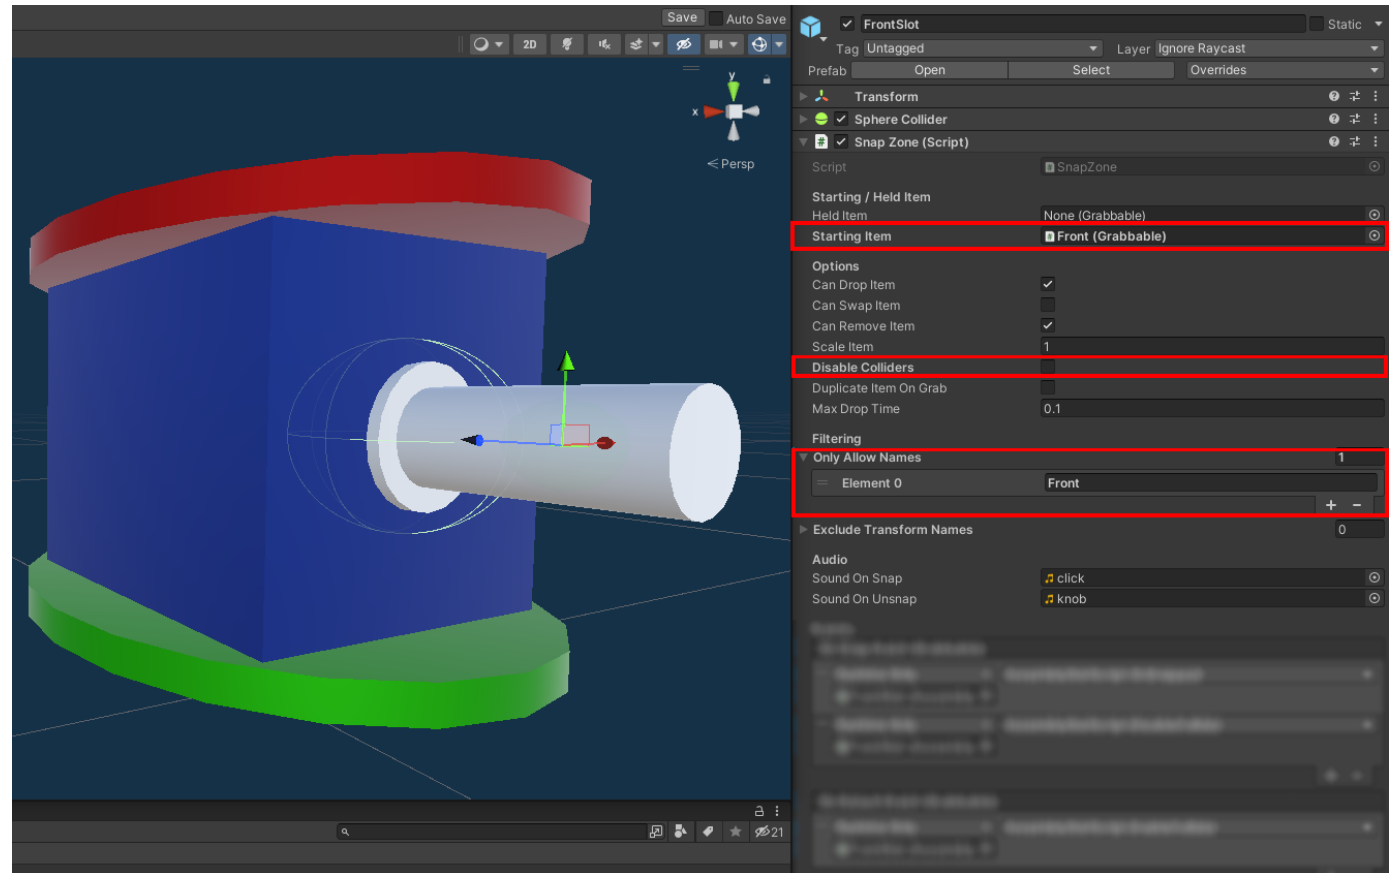 Save Auto Save
2D
y
x
< Persp
21
FrontSlot Static
Tag Untagged Layer Ignore Raycast
Prefab Open Select Overrides
Transform
Sphere Collider
# Snap Zone (Script)
Script # SnapZone
Starting / Held Item
Held Item None (Grabbable)
Starting Item # Front (Grabbable)
Options
Can Drop Item
Can Swap Item
Can Remove Item
Scale Item 1
Disable Colliders
Duplicate Item On Grab
Max Drop Time 0.1
Filtering
Only Allow Names 1
Element 0 Front
+ −
Exclude Transform Names 0
Audio
Sound On Snap click
Sound On Unsnap knob